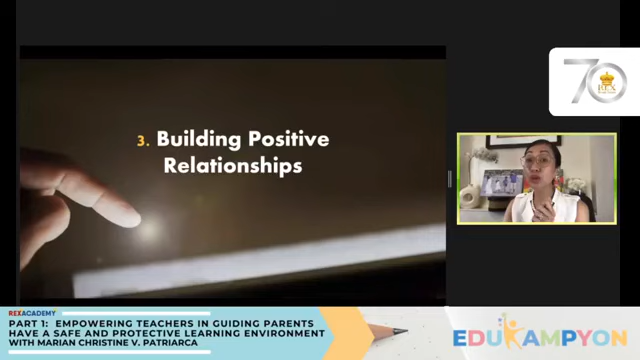 3. Building Positive
Relationships
70
REX
REXACADEMY
PART 1: EMPOWERING TEACHERS IN GUIDING PARENTS
HAVE A SAFE AND PROTECTIVE LEARNING ENVIRONMENT
WITH MARIAN CHRISTINE V. PATRIARCA
EDUKAMPYON